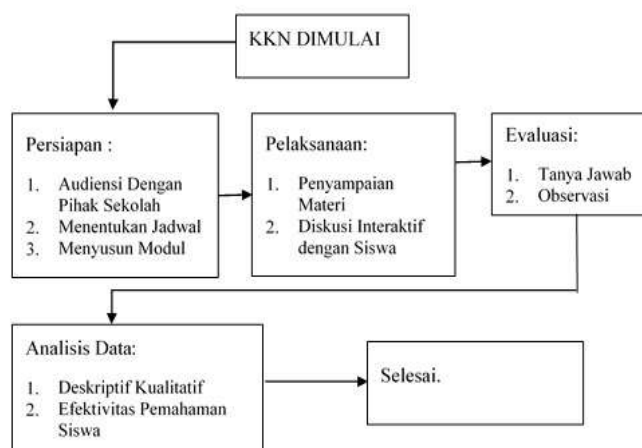 KKN DIMULAI
Persiapan :
1. Audiensi Dengan
Pihak Sekolah
2. Menentukan Jadwal
3. Menyusun Modul
Pelaksanaan:
1. Penyampaian
Materi
2. Diskusi Interaktif
dengan Siswa
Evaluasi:
1. Tanya Jawab
2. Observasi
Analisis Data:
1. Deskriptif Kualitatif
2. Efektivitas Pemahaman
Siswa
Selesai.